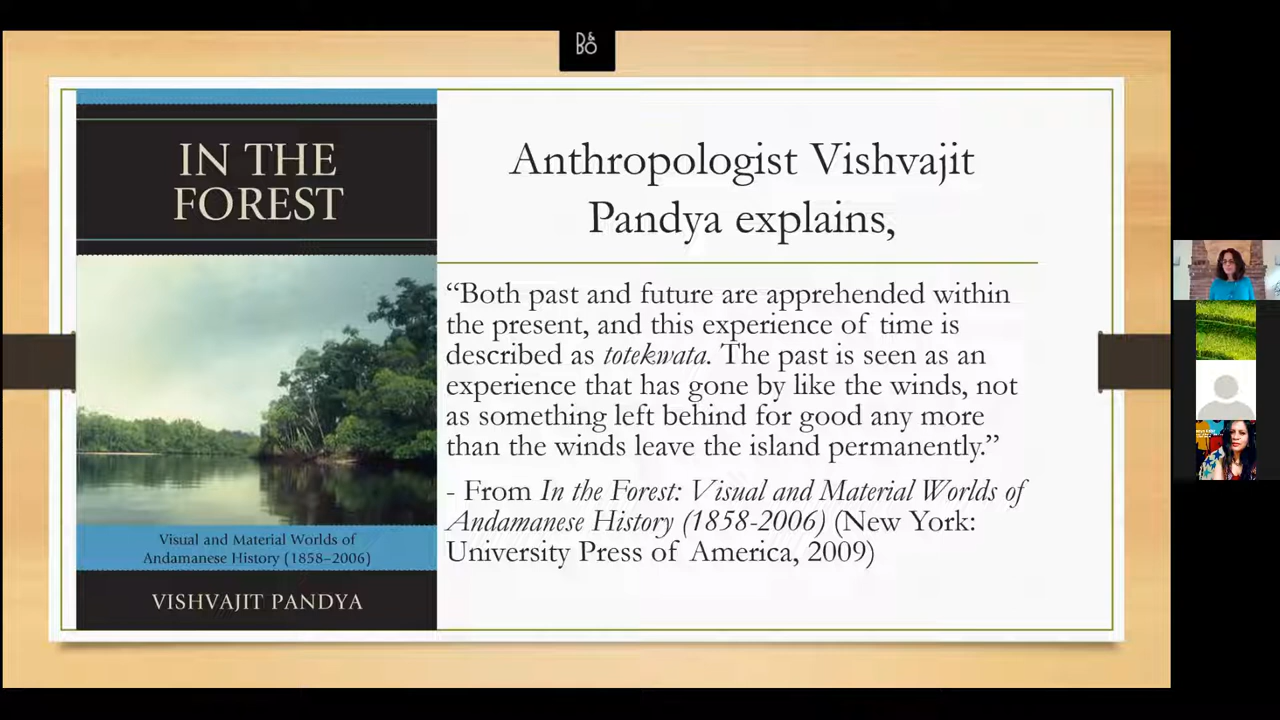 B&O
IN THE
FOREST
Visual and Material Worlds of
Andamanese History (1858–2006)
VISHVAJIT PANDYA
Anthropologist Vishvajit
Pandya explains,
“Both past and future are apprehended within
the present, and this experience of time is
described as totekwata. The past is seen as an
experience that has gone by like the winds, not
as something left behind for good any more
than the winds leave the island permanently.”
- From In the Forest: Visual and Material Worlds of
Andamanese History (1858-2006) (New York:
University Press of America, 2009)